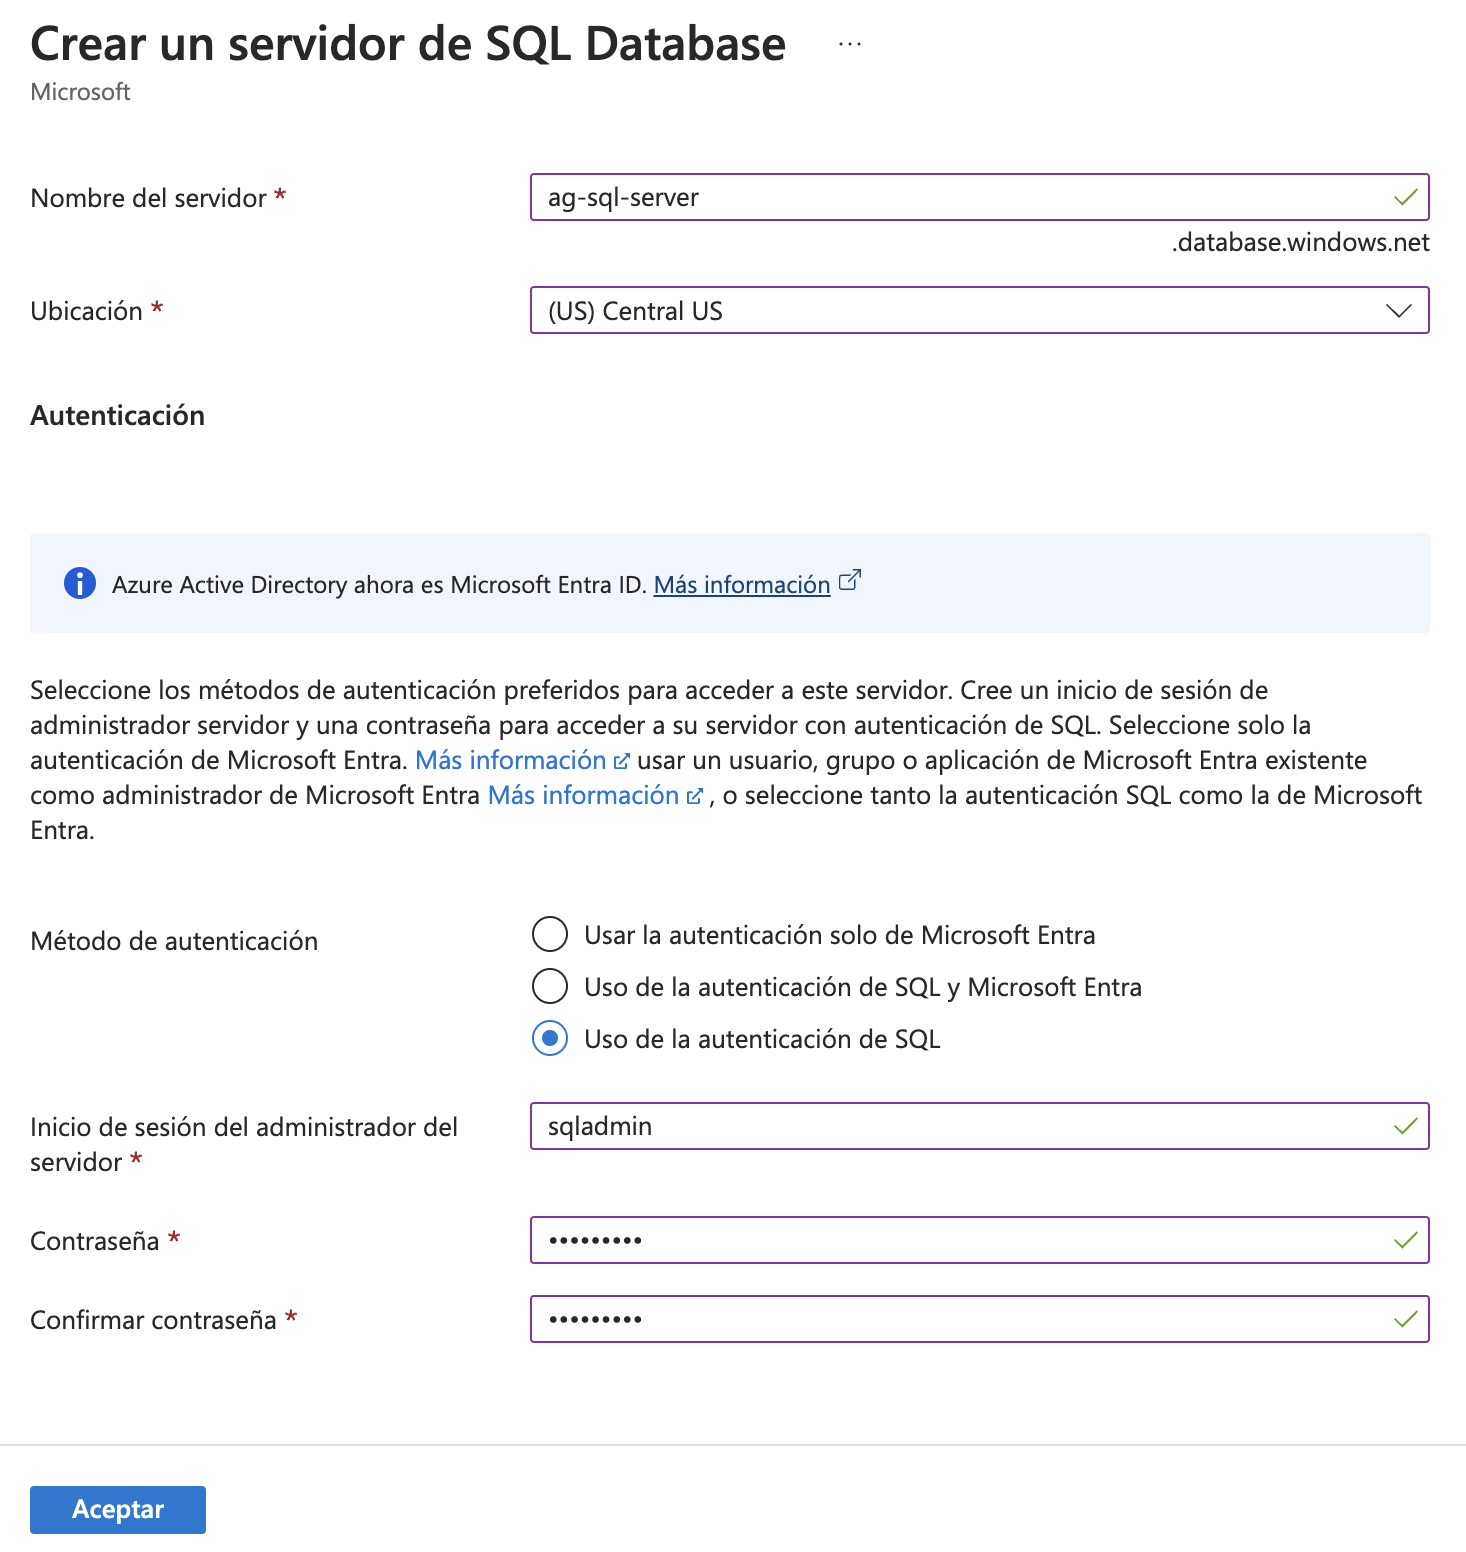 Crear un servidor de SQL Database ...
Microsoft
Nombre del servidor *
ag-sql-server
.database.windows.net
Ubicación *
(US) Central US
Autenticación
Azure Active Directory ahora es Microsoft Entra ID. Más información
Seleccione los métodos de autenticación preferidos para acceder a este servidor. Cree un inicio de sesión de
administrador servidor y una contraseña para acceder a su servidor con autenticación de SQL. Seleccione solo la
autenticación de Microsoft Entra. Más información usar un usuario, grupo o aplicación de Microsoft Entra existente
como administrador de Microsoft Entra Más información , o seleccione tanto la autenticación SQL como la de Microsoft
Entra.
Método de autenticación
Usar la autenticación solo de Microsoft Entra
Uso de la autenticación de SQL y Microsoft Entra
Uso de la autenticación de SQL
Inicio de sesión del administrador del
servidor *
sqladmin
Contraseña *
•••••••••
Confirmar contraseña *
•••••••••
Aceptar